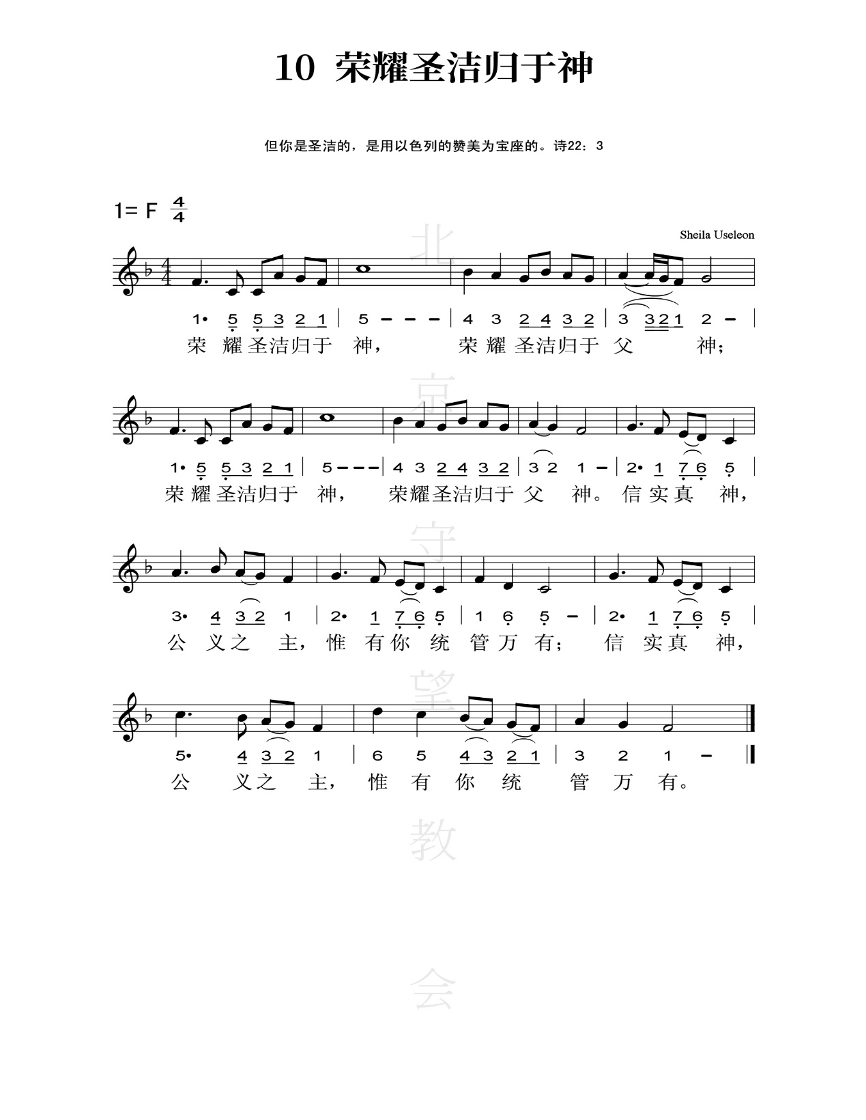 10 荣耀圣洁归于神
但你是圣洁的，是用以色列的赞美为宝座的。诗22：3
1= F 4/4
Sheila Useleon
1• 5 5 3 2 1 | 5 – – – | 4 3 2 4 3 2 | 3 3 2 1 2 – |
荣 耀 圣洁归于 神， 荣 耀 圣洁归于 父 神；
1• 5 5 3 2 1 | 5 – – – | 4 3 2 4 3 2 | 3 2 1 – | 2• 1 7 6 5 |
荣 耀 圣洁归于 神， 荣耀圣洁归于 父 神。 信 实真 神，
3• 4 3 2 1 | 2• 1 7 6 5 | 1 6 5 – | 2• 1 7 6 5 |
公 义之 主， 惟 有你 统 管 万 有； 信 实真 神，
5• 4 3 2 1 | 6 5 4 3 2 1 | 3 2 1 – |
公 义之 主， 惟 有 你 统 管 万 有。
北京守望教会